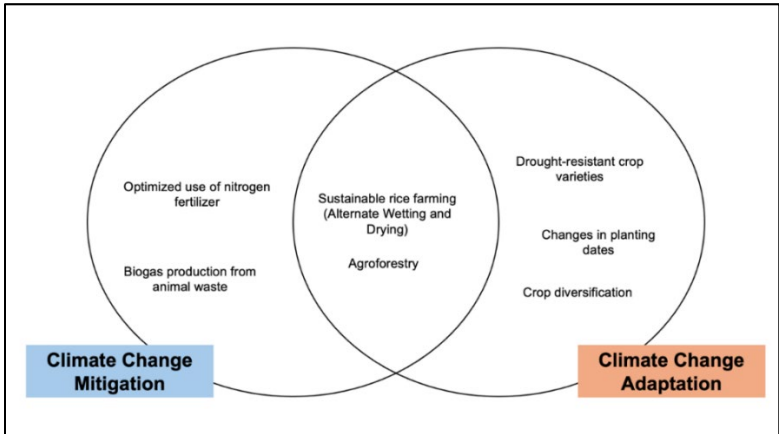 Optimized use of nitrogen
fertilizer
Biogas production from
animal waste
Sustainable rice farming
(Alternate Wetting and
Drying)
Agroforestry
Drought-resistant crop
varieties
Changes in planting
dates
Crop diversification
Climate Change
Mitigation
Climate Change
Adaptation